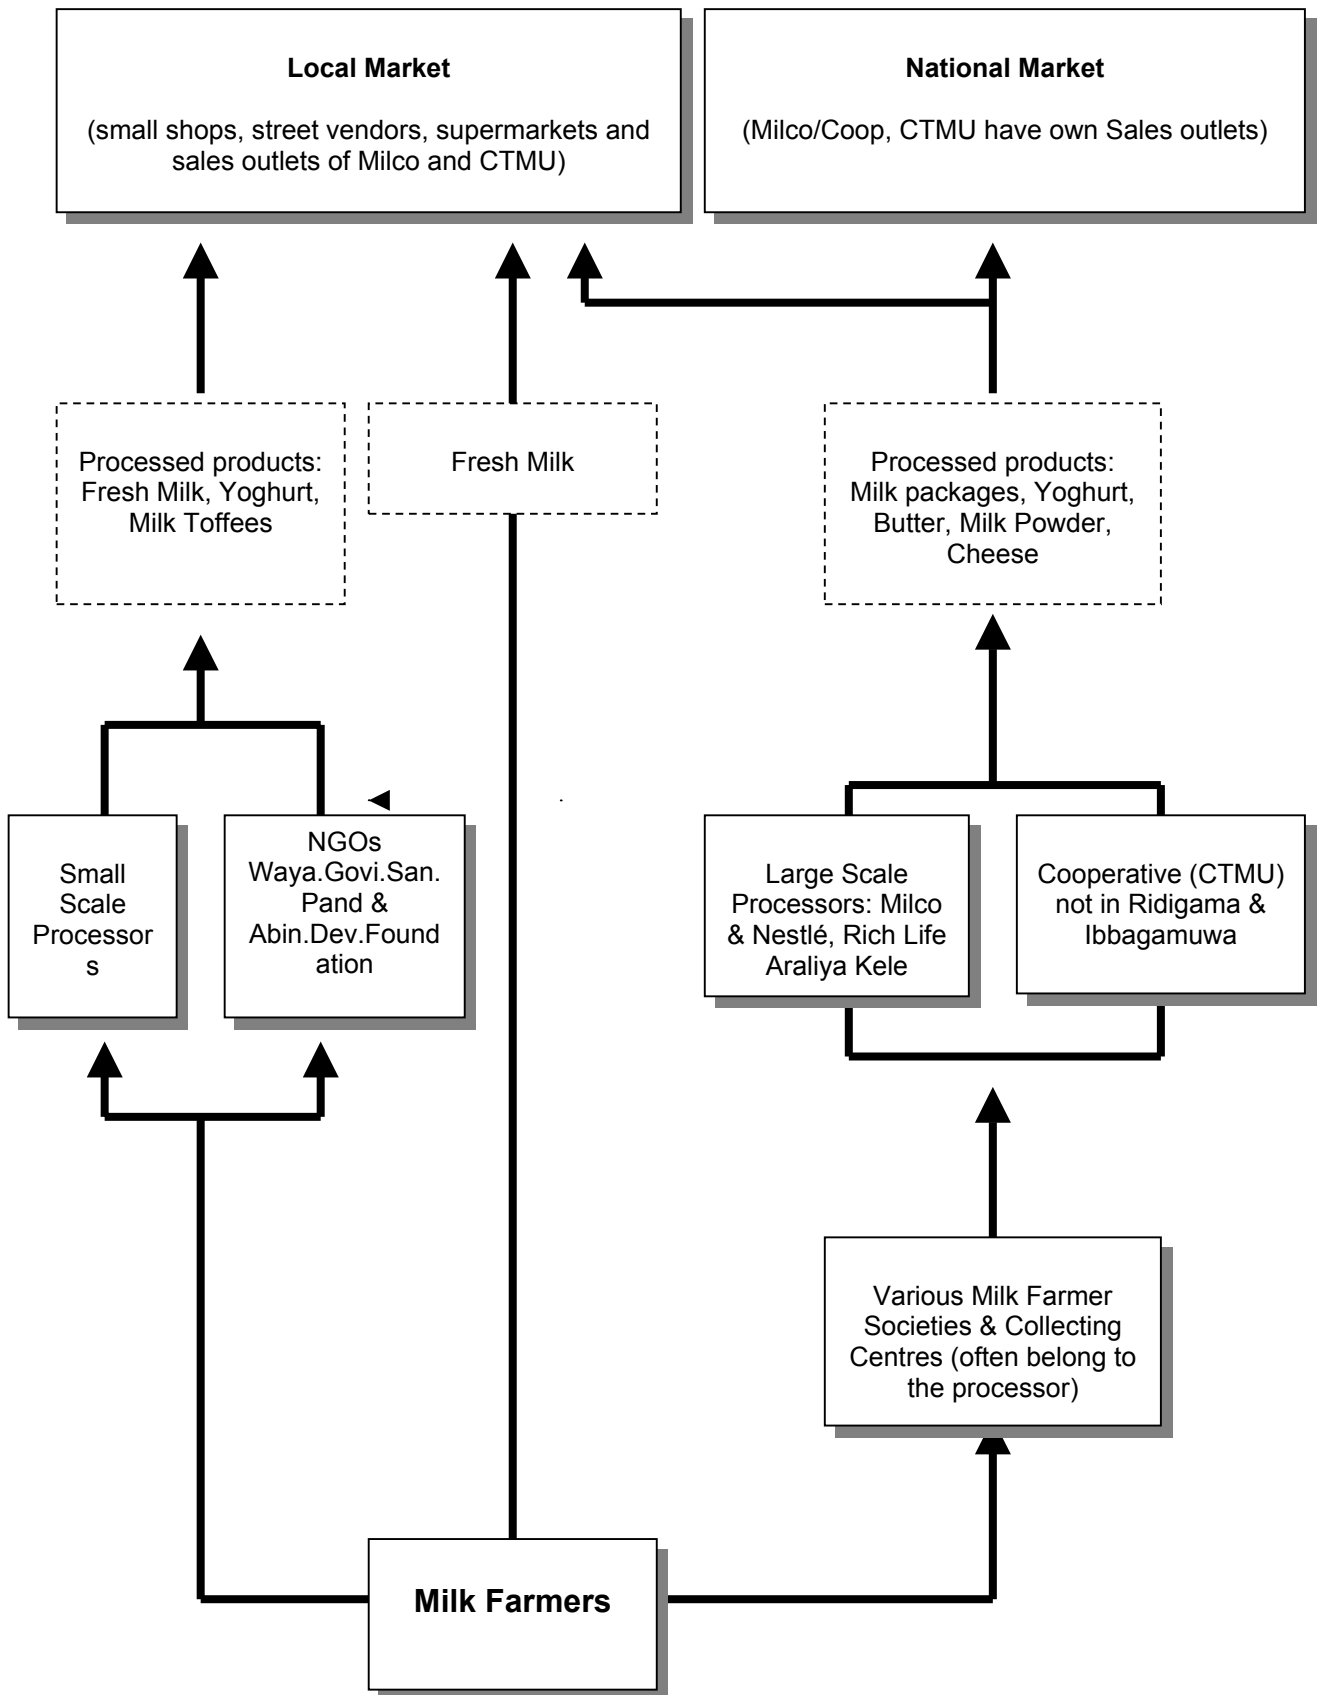 Local Market
(small shops, street vendors, supermarkets and
sales outlets of Milco and CTMU)
National Market
(Milco/Coop, CTMU have own Sales outlets)
Processed products:
Fresh Milk, Yoghurt,
Milk Toffees
Fresh Milk
Processed products:
Milk packages, Yoghurt,
Butter, Milk Powder,
Cheese
Small
Scale
Processor
s
NGOs
Waya.Govi.San.
Pand &
Abin.Dev.Found
ation
Large Scale
Processors: Milco
& Nestlé, Rich Life
Araliya Kele
Cooperative (CTMU)
not in Ridigama &
Ibbagamuwa
Various Milk Farmer
Societies & Collecting
Centres (often belong to
the processor)
Milk Farmers